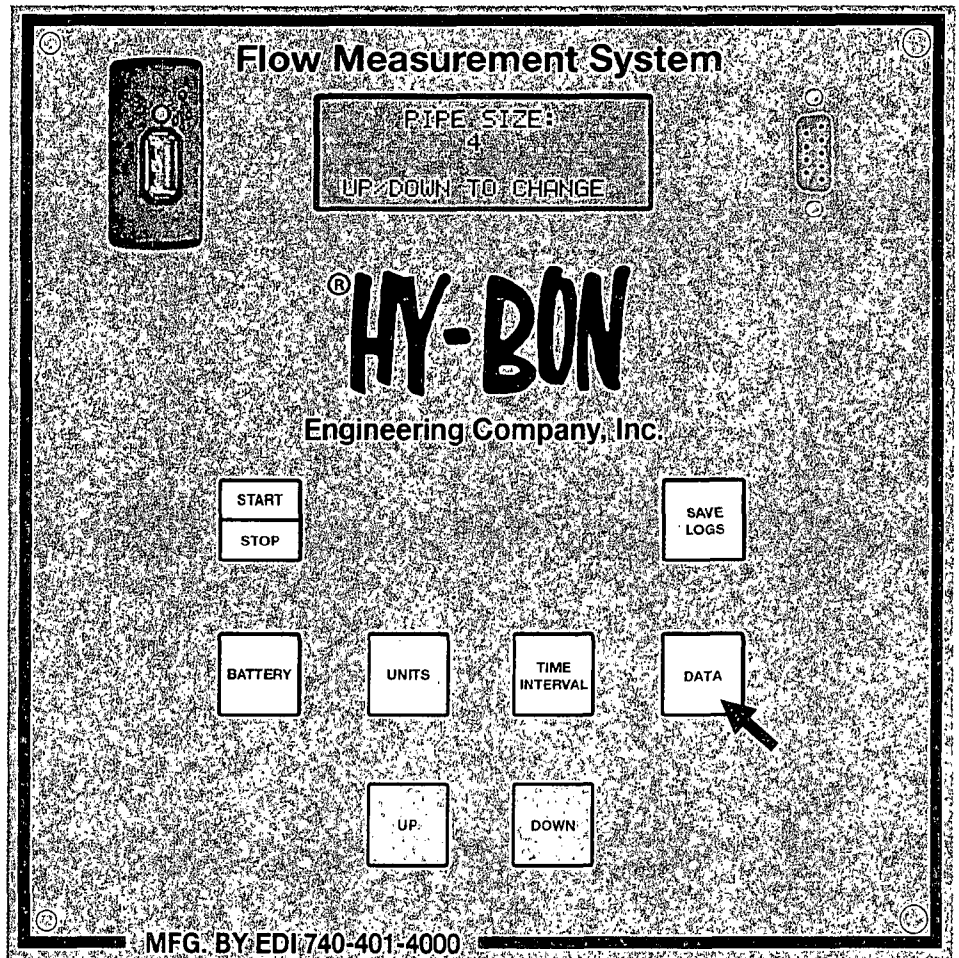 Flow Measurement System
PIPE SIZE:
4
UP/DOWN TO CHANGE
®HY-BON
Engineering Company, Inc.
START
STOP
SAVE
LOGS
BATTERY
UNITS
TIME
INTERVAL
DATA
UP
DOWN
MFG. BY EDI 740-401-4000